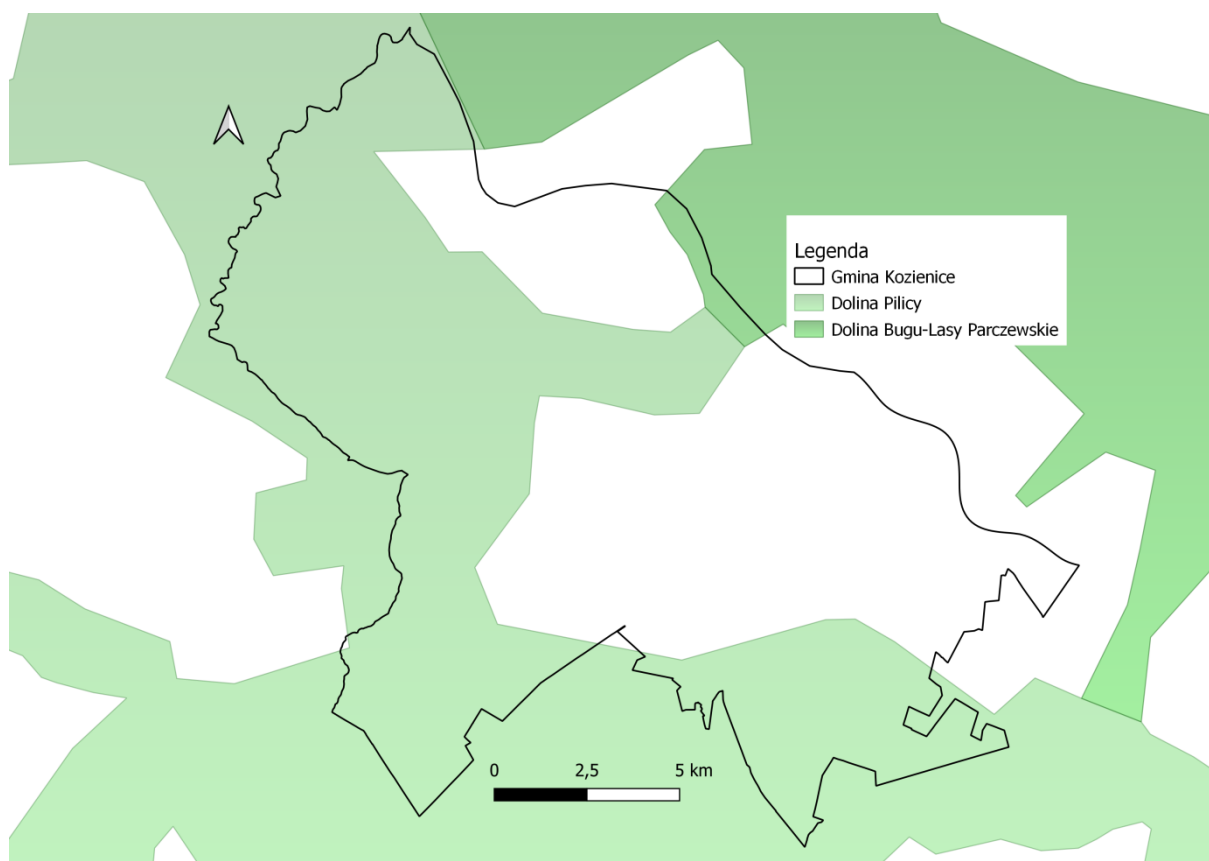 Legenda
Gmina Kozienice
Dolina Pilicy
Dolina Bugu-Lasy Parczewskie
0 2,5 5 km